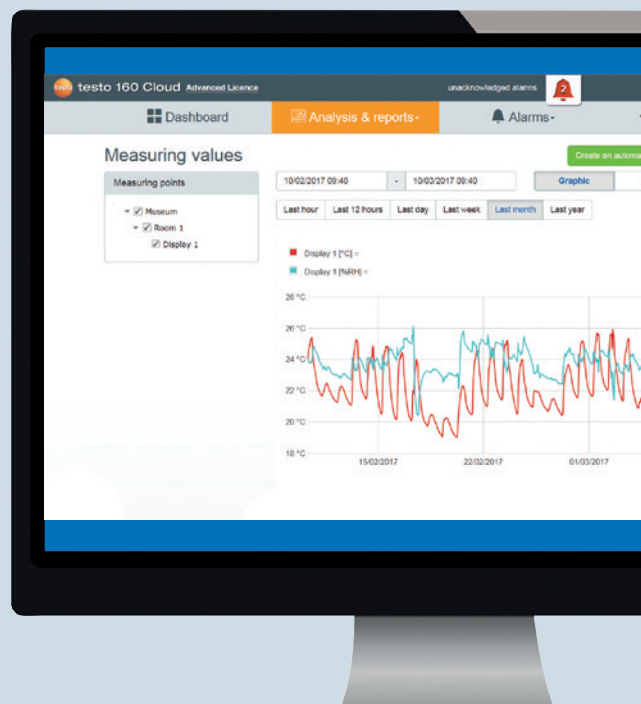 testo testo 160 Cloud Advanced Licence unacknowledged alarms 2
Dashboard Analysis & reports Alarms
Measuring values
Create an automa
Measuring points
10/02/2017 09:40 - 10/03/2017 09:40 Graphic
Museum
Room 1
Display 1
Last hour Last 12 hours Last day Last week Last month Last year
Display 1 [°C]
Display 1 [%RH]
28 °C
26 °C
24 °C
22 °C
20 °C
18 °C
15/02/2017 22/02/2017 01/03/2017